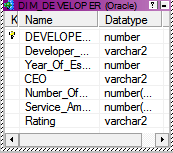 DIM_DEVELOPER (Oracle)
K Name Datatype
DEVELOPE... number
Developer_... varchar2
Year_Of_Es... number
CEO varchar2
Number_Of... number(...
Service_Am... number(...
Rating varchar2